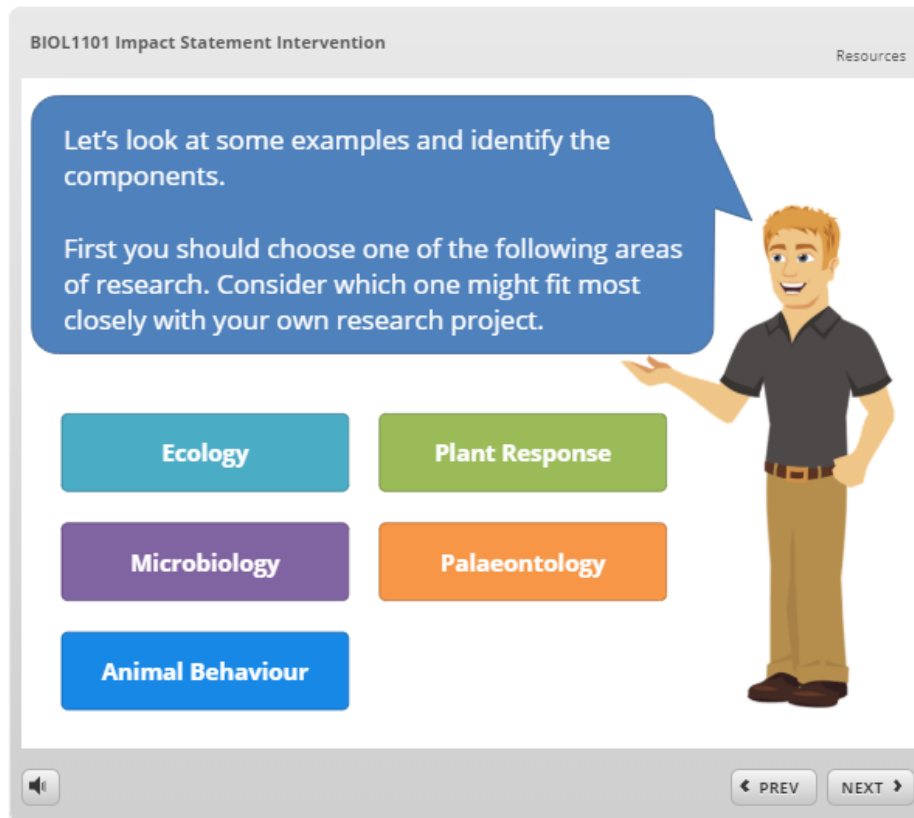 BIOL1101 Impact Statement Intervention
Resources
Let's look at some examples and identify the
components.
First you should choose one of the following areas
of research. Consider which one might fit most
closely with your own research project.
Ecology
Plant Response
Microbiology
Palaeontology
Animal Behaviour
PREV
NEXT